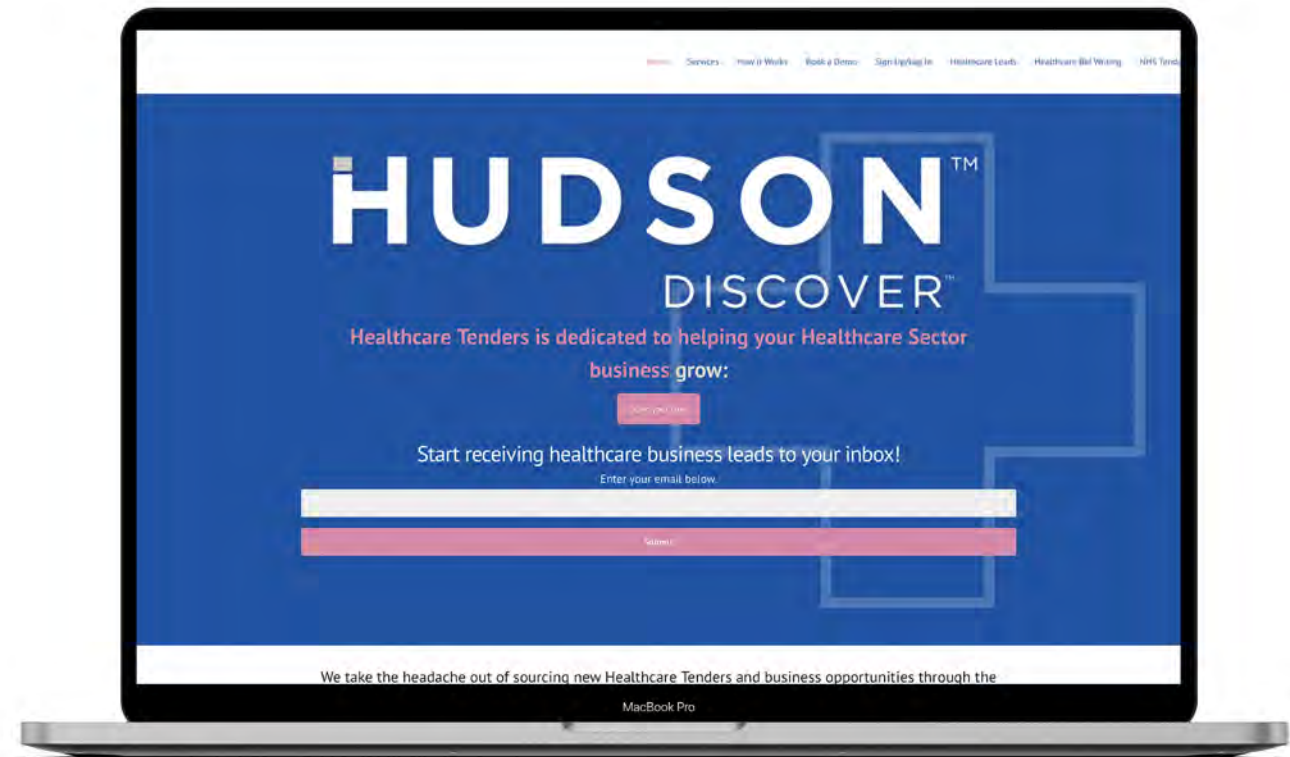 Home Services How it Works Book a Demo Sign Up/Log In Healthcare Leads Healthcare Bid Writing NHS Tend
HUDSON™
DISCOVER™
Healthcare Tenders is dedicated to helping your Healthcare Sector
business grow:
Start receiving healthcare business leads to your inbox!
Enter your email below.
Submit
We take the headache out of sourcing new Healthcare Tenders and business opportunities through the
MacBook Pro